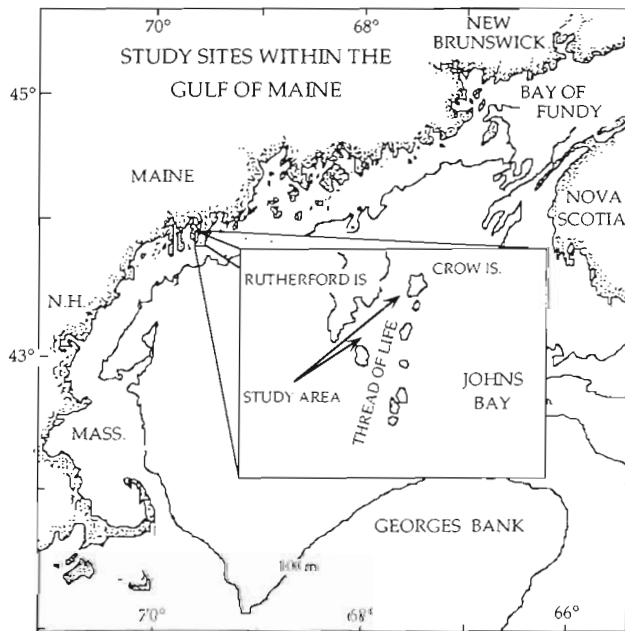 70°
68°
NEW
BRUNSWICK
STUDY SITES WITHIN THE
GULF OF MAINE
45°
BAY OF
FUNDY
MAINE
NOVA
SCOTIA
RUTHERFORD IS
CROW IS.
N.H.
43°
THREAD OF LIFE
STUDY AREA
JOHNS
BAY
MASS.
GEORGES BANK
100 m
70°
68°
66°